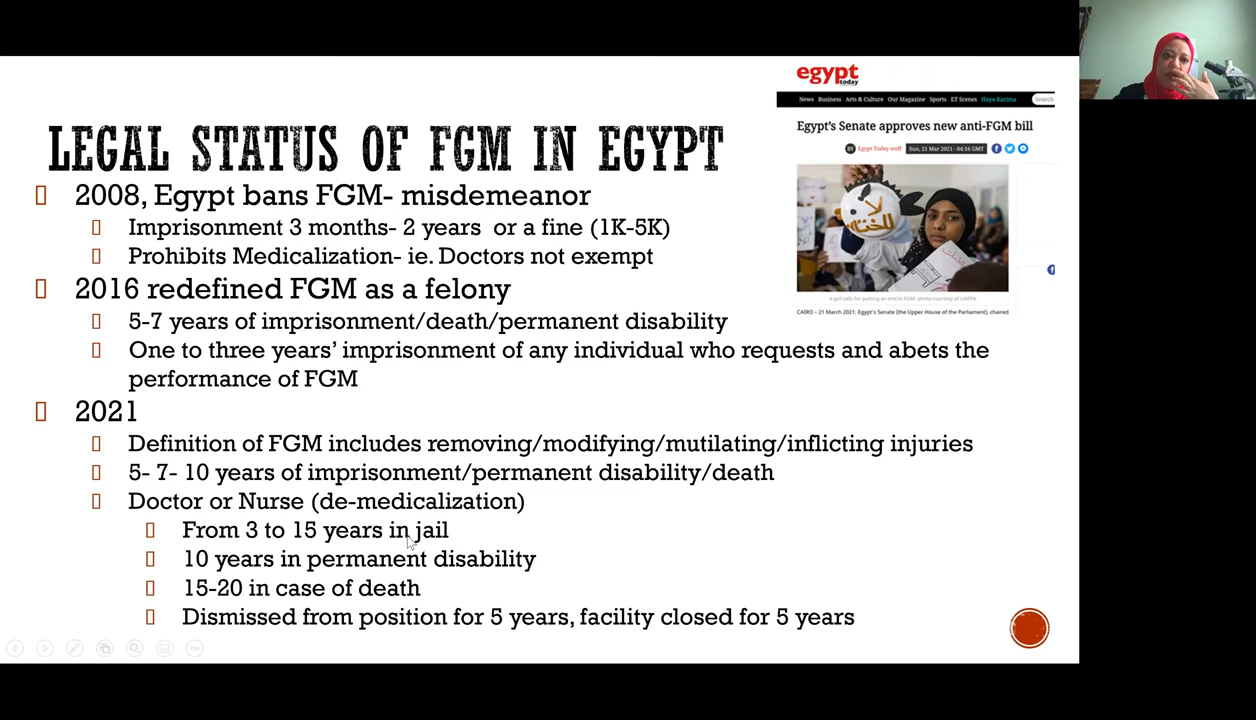 LEGAL STATUS OF FGM IN EGYPT
2008, Egypt bans FGM- misdemeanor
Imprisonment 3 months- 2 years or a fine (1K-5K)
Prohibits Medicalization- ie. Doctors not exempt
2016 redefined FGM as a felony
5-7 years of imprisonment/death/permanent disability
One to three years’ imprisonment of any individual who requests and abets the
performance of FGM
2021
Definition of FGM includes removing/modifying/mutilating/inflicting injuries
5- 7- 10 years of imprisonment/permanent disability/death
Doctor or Nurse (de-medicalization)
From 3 to 15 years in jail
10 years in permanent disability
15-20 in case of death
Dismissed from position for 5 years, facility closed for 5 years
egypt
today
News Business Arts & Culture Our Magazine Sports ET Scenes Haya Karima Search
Egypt's Senate approves new anti-FGM bill
BY Egypt Today staff Sun, 21 Mar 2021 - 04:16 GMT
لا
للختان
A girl calls for putting an end to FGM- photo courtesy of UNFPA
CAIRO – 21 March 2021: Egypt's Senate (the Upper House of the Parliament), chaired